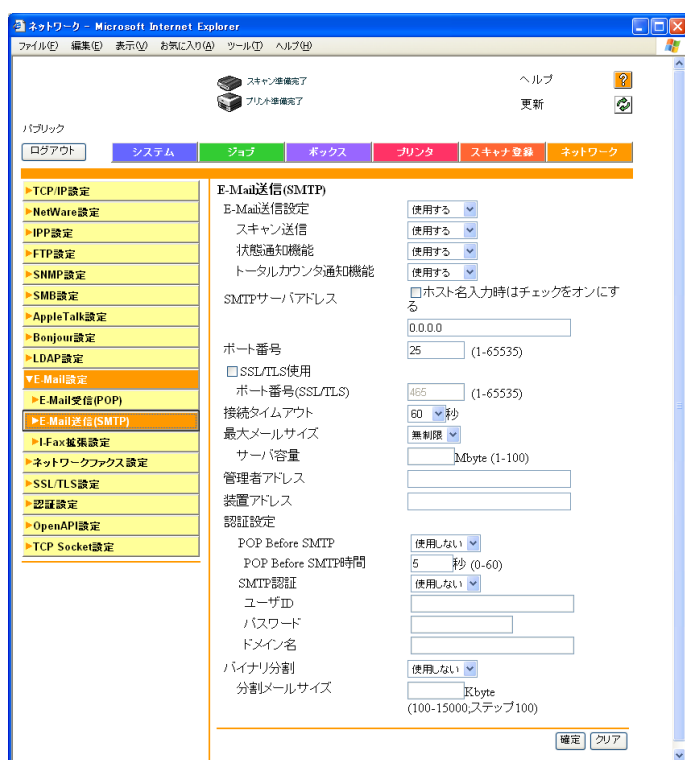 ネットワーク - Microsoft Internet Explorer
ファイル(F) 編集(E) 表示(V) お気に入り(A) ツール(T) ヘルプ(H)
スキャン準備完了
プリント準備完了
ヘルプ
?
更新
パブリック
ログアウト
システム
ジョブ
ボックス
プリンタ
スキャナ登録
ネットワーク
TCP/IP設定
NetWare設定
IPP設定
FTP設定
SNMP設定
SMB設定
AppleTalk設定
Bonjour設定
LDAP設定
E-Mail設定
E-Mail受信(POP)
E-Mail送信(SMTP)
I-Fax拡張設定
ネットワークファクス設定
SSL/TLS設定
認証設定
OpenAPI設定
TCP Socket設定
E-Mail送信(SMTP)
E-Mail送信設定 使用する
スキャン送信 使用する
状態通知機能 使用する
トータルカウンタ通知機能 使用する
SMTPサーバアドレス ホスト名入力時はチェックをオンにす
る
0.0.0.0
ポート番号 25 (1-65535)
SSL/TLS使用
ポート番号(SSL/TLS) 465 (1-65535)
接続タイムアウト 60 秒
最大メールサイズ 無制限
サーバ容量 Mbyte (1-100)
管理者アドレス
装置アドレス
認証設定
POP Before SMTP 使用しない
POP Before SMTP時間 5 秒 (0-60)
SMTP認証 使用しない
ユーザID
パスワード
ドメイン名
バイナリ分割 使用しない
分割メールサイズ Kbyte
(100-15000;ステップ100)
確定 クリア